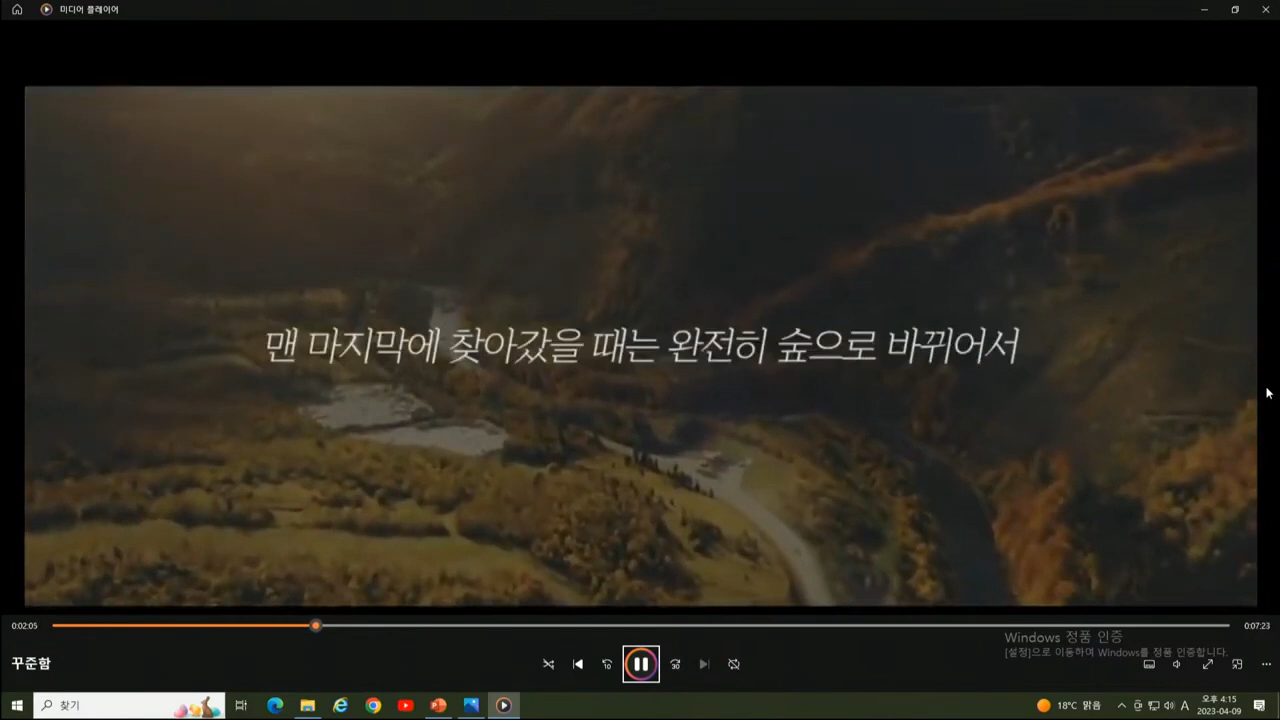 미디어 플레이어
맨 마지막에 찾아갔을 때는 완전히 숲으로 바뀌어서
0:02:05
0:07:23
Windows 정품 인증
[설정]으로 이동하여 Windows를 정품 인증합니다.
꾸준함
10
30
찾기
18°C 맑음
A
오후 4:15
2023-04-09